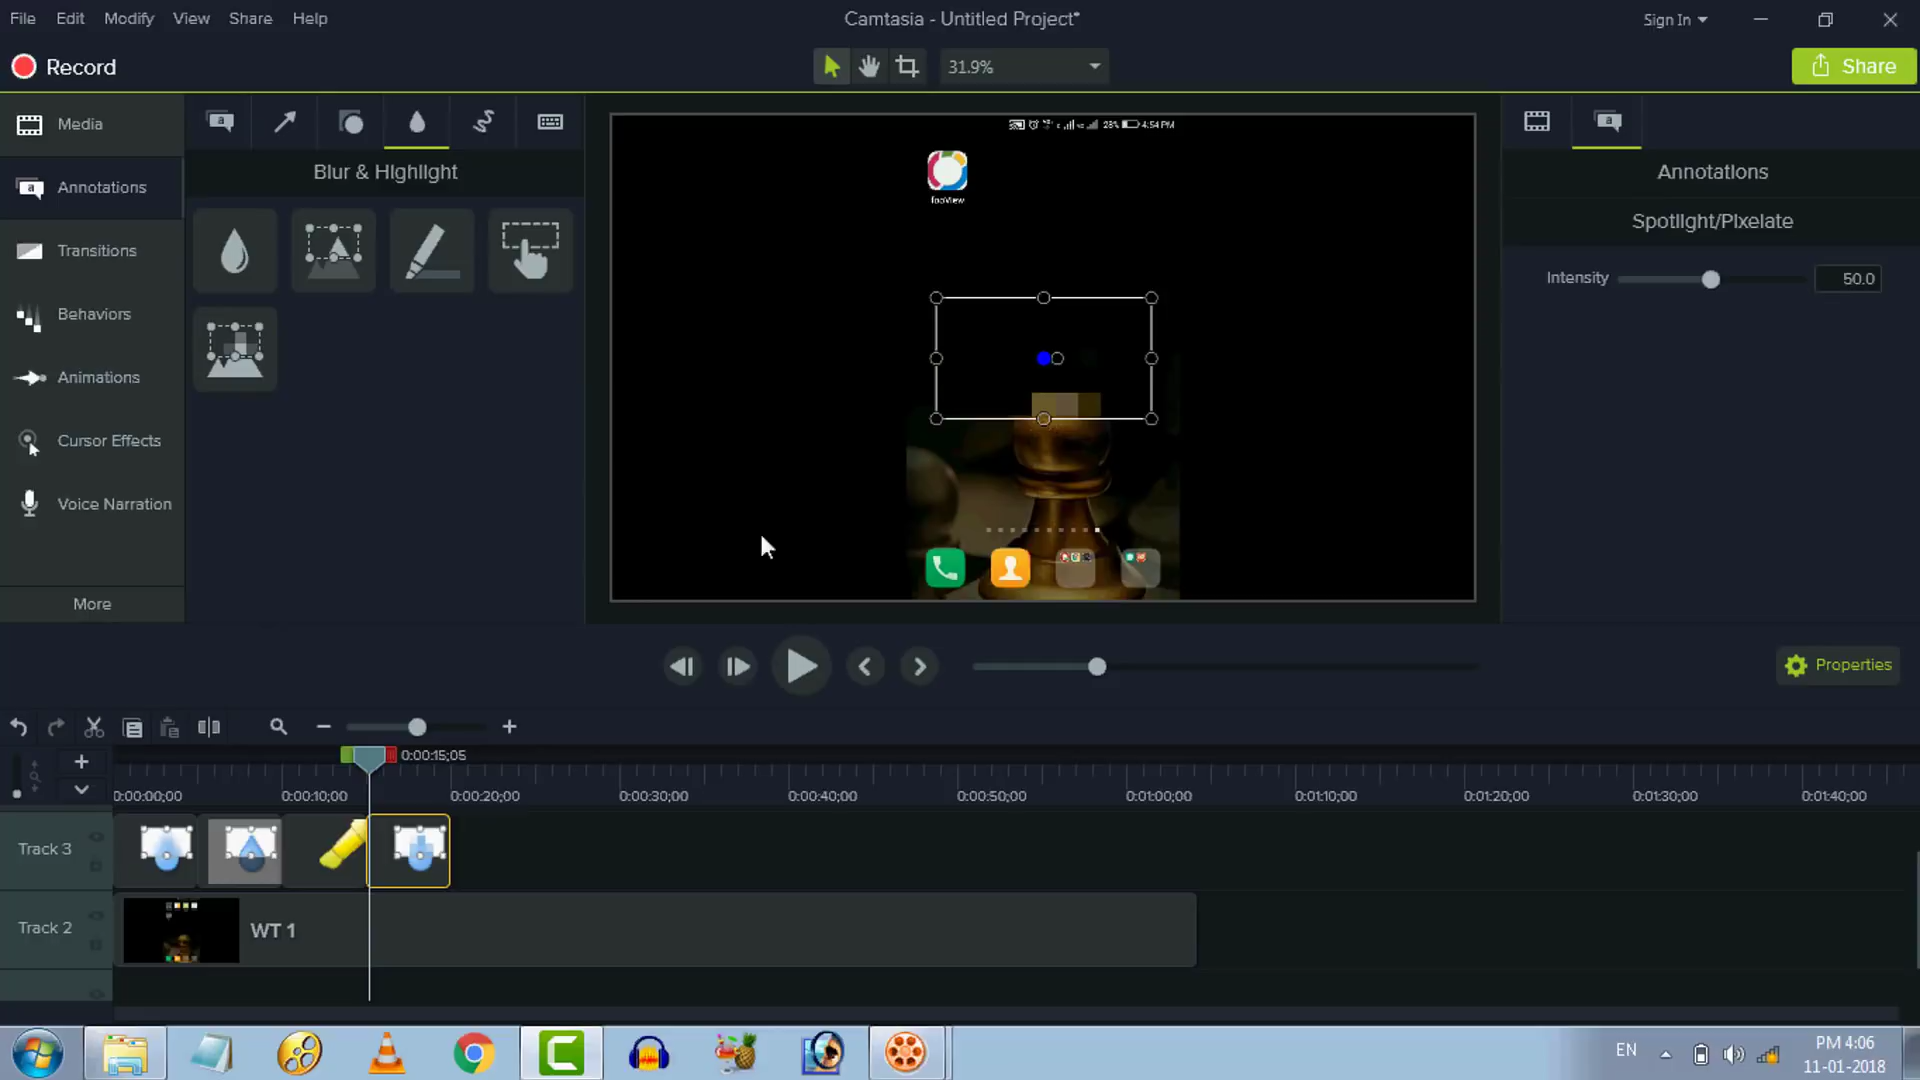 File Edit Modify View Share Help
Camtasia - Untitled Project*
Sign In
Record
31.9%
Share
Media
Annotations
Transitions
Behaviors
Animations
Cursor Effects
Voice Narration
More
Blur & Highlight
28% 4:54 PM
fooView
Annotations
Spotlight/Pixelate
Intensity 50.0
Properties
0:00:15;05
0:00:00;00 0:00:10;00 0:00:20;00 0:00:30;00 0:00:40;00 0:00:50;00 0:01:00;00 0:01:10;00 0:01:20;00 0:01:30;00 0:01:40;00
Track 3
Track 2
WT 1
EN
PM 4:06
11-01-2018